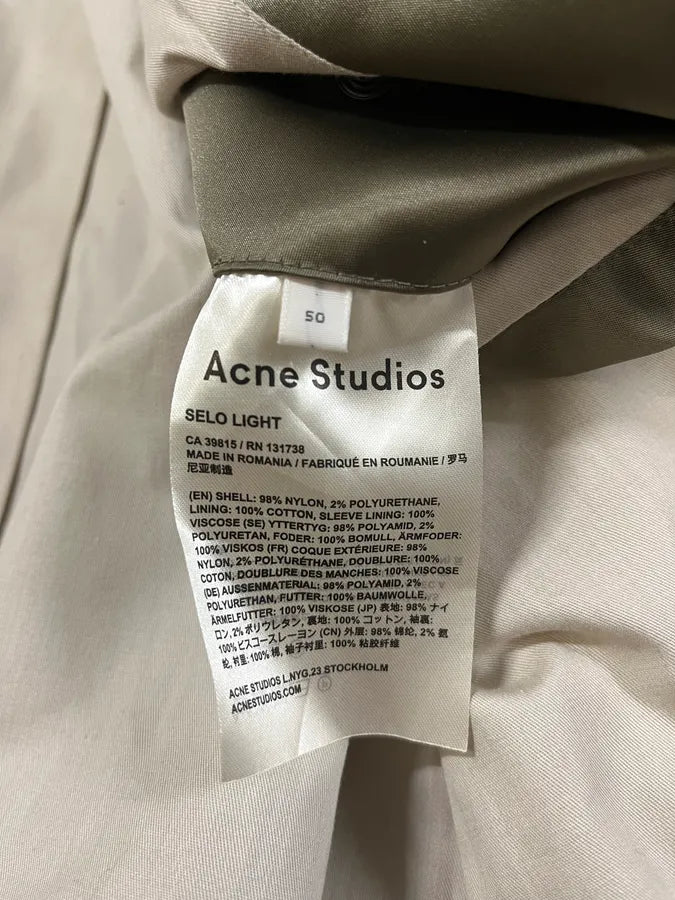 50
Acne Studios
SELO LIGHT
CA 39815 / RN 131738
MADE IN ROMANIA / FABRIQUÉ EN ROUMANIE / 罗马
尼亚制造
(EN) SHELL: 98% NYLON, 2% POLYURETHANE,
LINING: 100% COTTON, SLEEVE LINING: 100%
VISCOSE (SE) YTTERTYG: 98% POLYAMID, 2%
POLYURETAN, FODER: 100% BOMULL, ÄRMFODER:
100% VISKOS (FR) COQUE EXTÉRIEURE: 98%
NYLON, 2% POLYURÉTHANE, DOUBLURE: 100%
COTON, DOUBLURE DES MANCHES: 100% VISCOSE
(DE) AUSSENMATERIAL: 98% POLYAMID, 2%
POLYURETHAN, FUTTER: 100% BAUMWOLLE,
ÄRMELFUTTER: 100% VISKOSE (JP) 表地: 98% ナイ
ロン, 2% ポリウレタン, 裏地: 100% コットン, 袖裏:
100% ビスコースレーヨン (CN) 外层: 98% 锦纶, 2% 氨
纶, 衬里: 100% 棉, 袖子衬里: 100% 粘胶纤维
ACNE STUDIOS L.NYG.23 STOCKHOLM
ACNESTUDIOS.COM